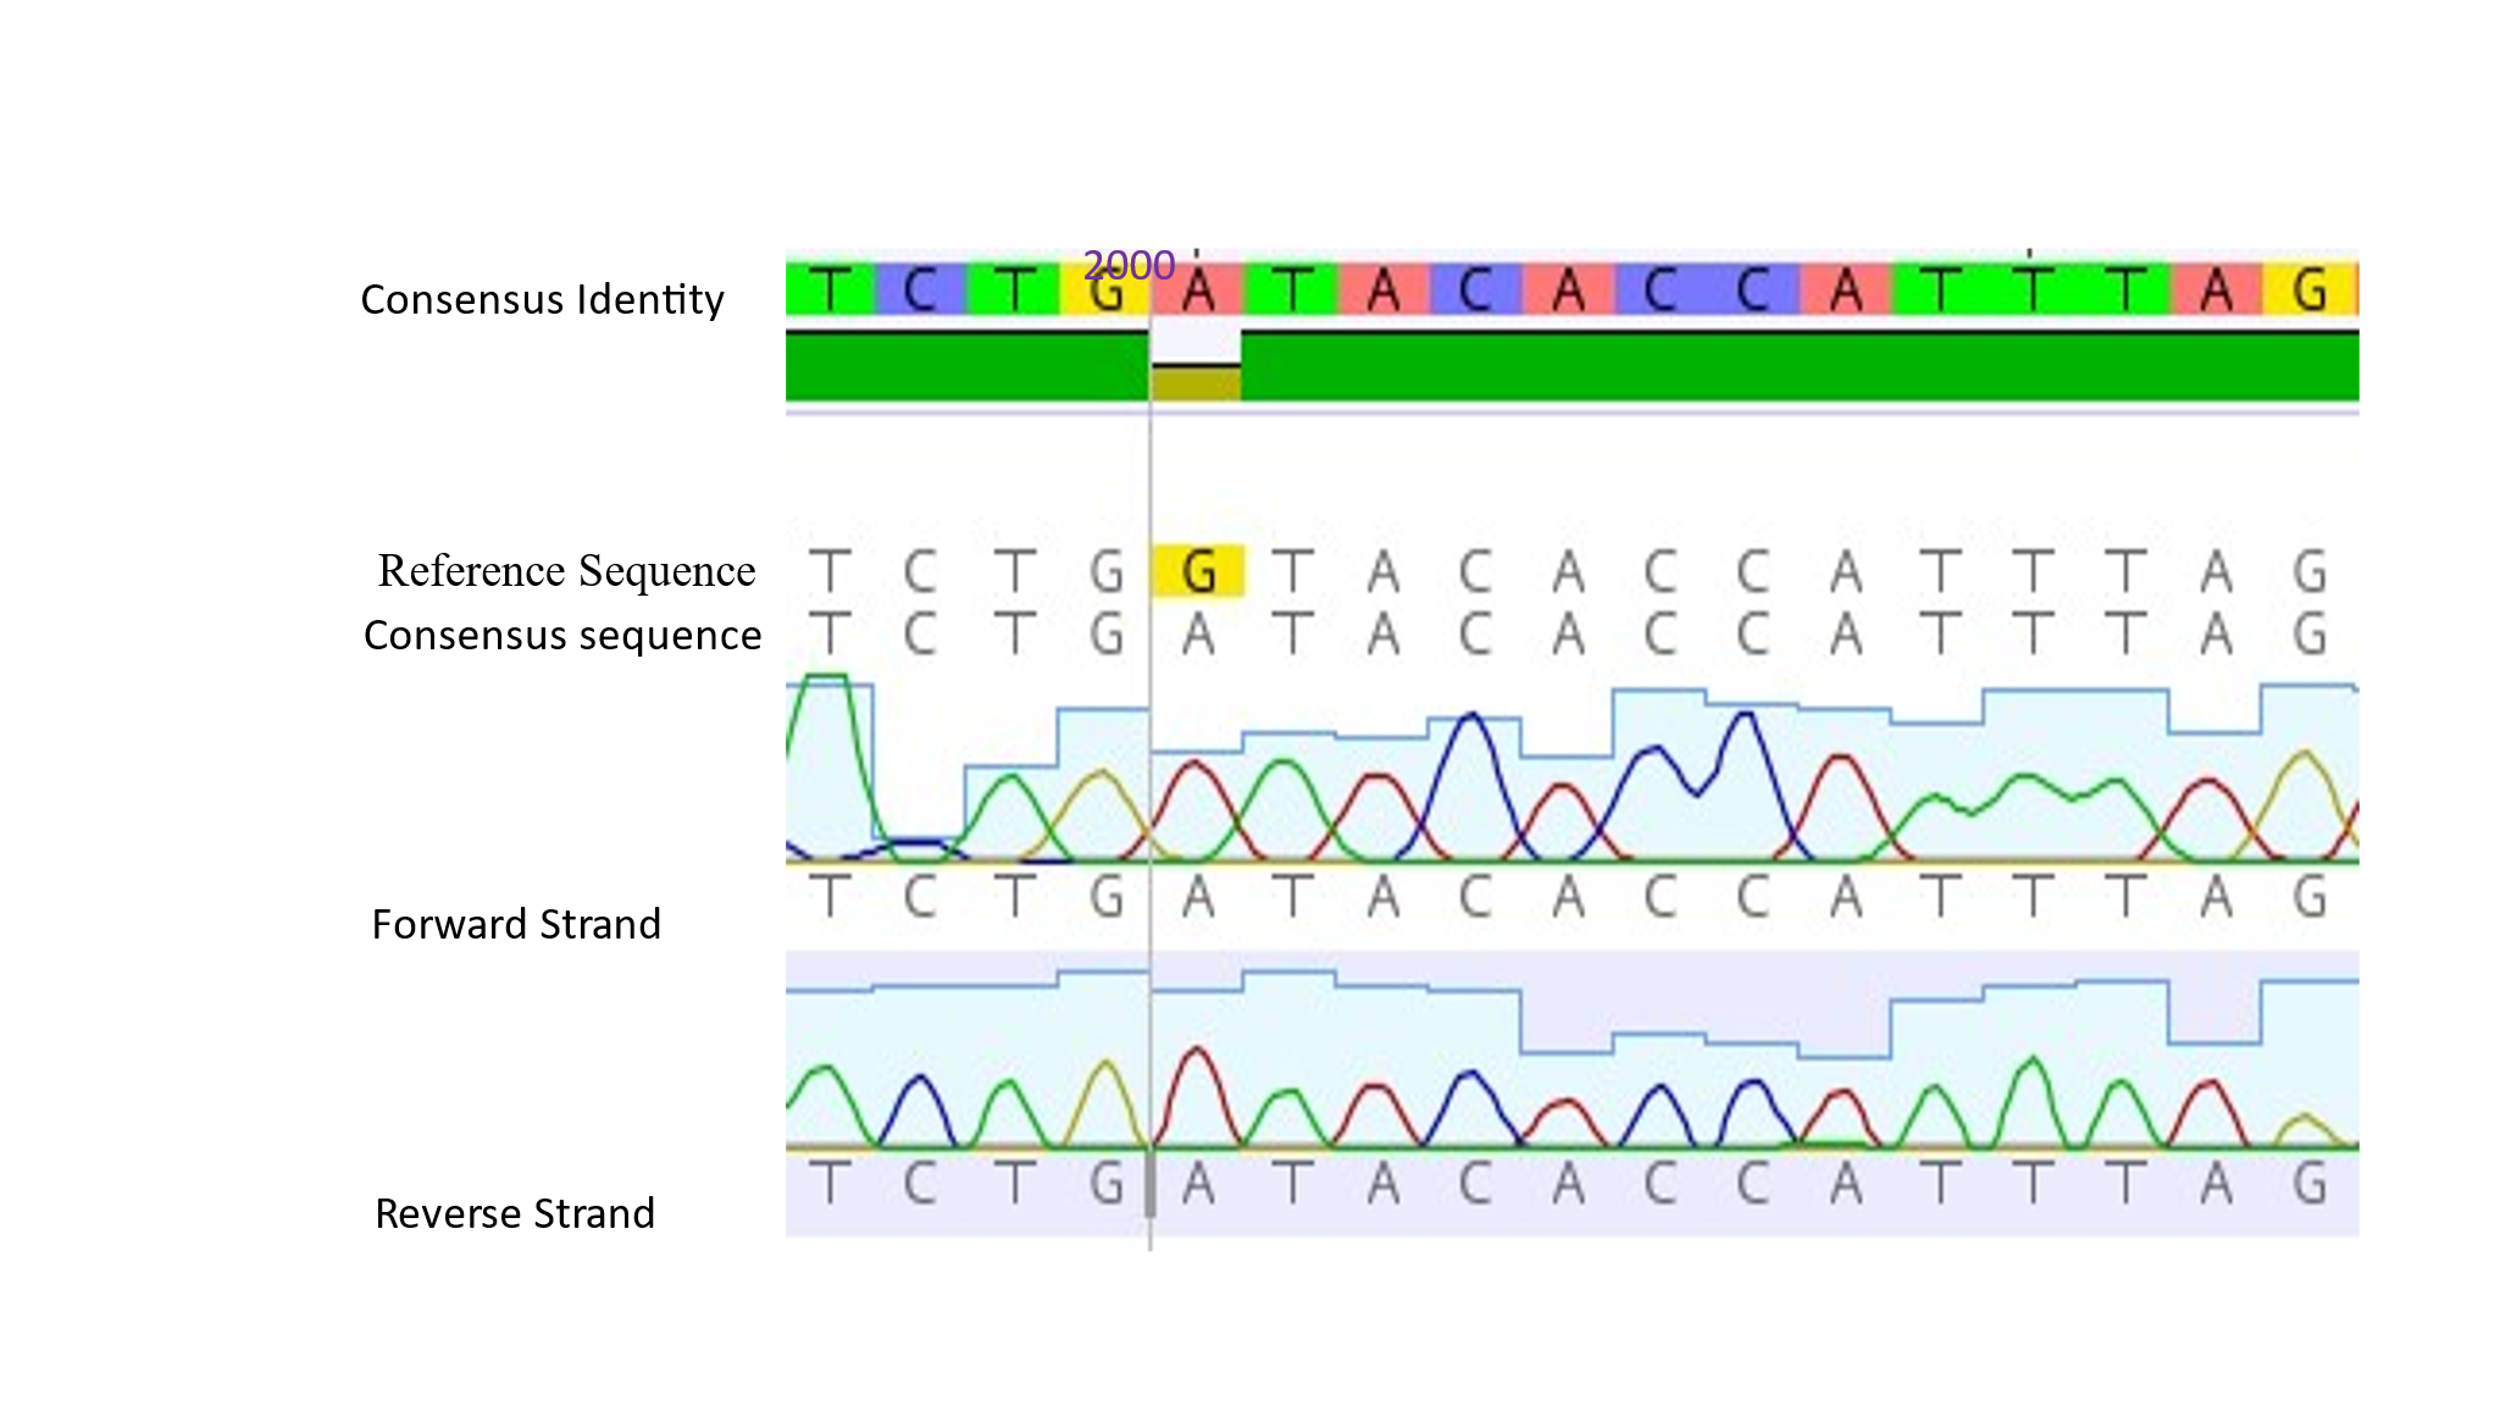 2000
Consensus Identity T C T G A T A C A C C A T T T A G
Reference Sequence T C T G G T A C A C C A T T T A G
Consensus sequence T C T G A T A C A C C A T T T A G
Forward Strand T C T G A T A C A C C A T T T A G
Reverse Strand T C T G A T A C A C C A T T T A G